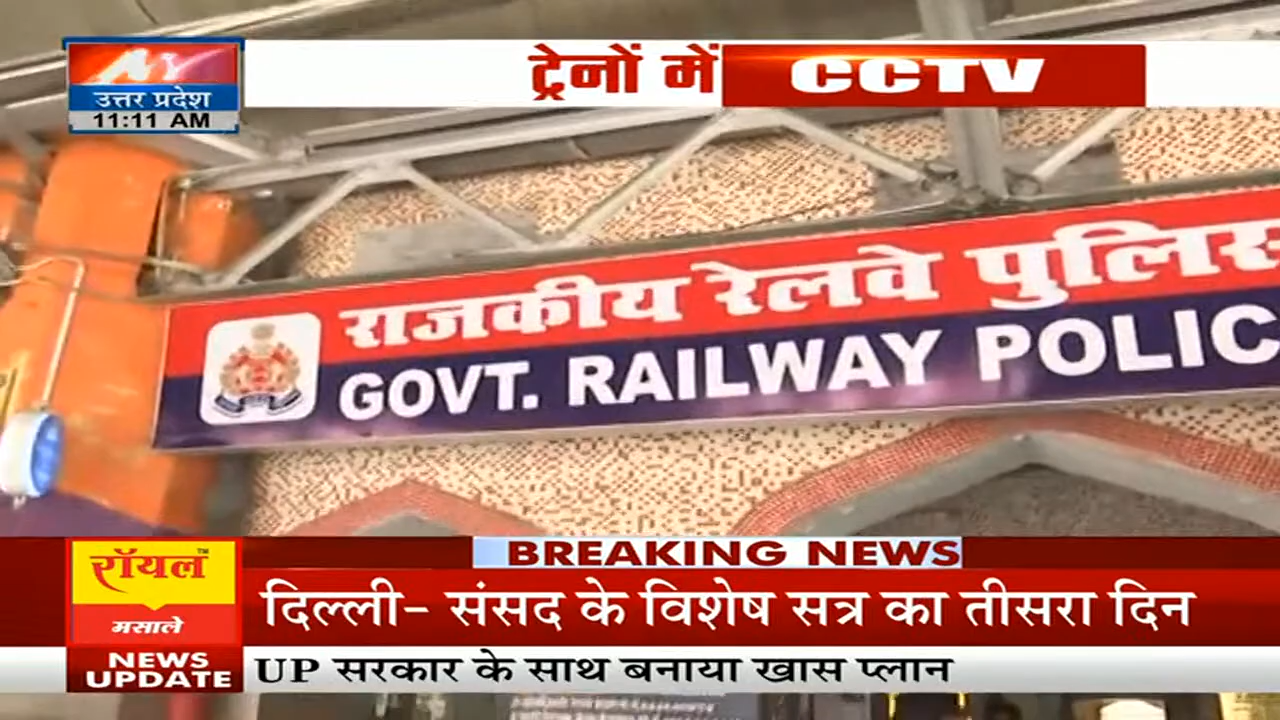 ट्रेनों में CCTV
उत्तर प्रदेश
11:11 AM
राजकीय रेलवे पुलिस
GOVT. RAILWAY POLIC
BREAKING NEWS
रॉयल™
मसाले
दिल्ली- संसद के विशेष सत्र का तीसरा दिन
NEWS
UPDATE
UP सरकार के साथ बनाया खास प्लान